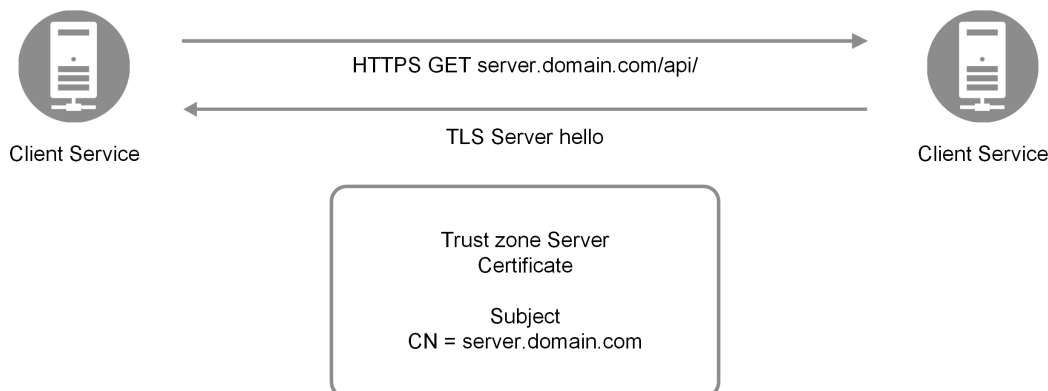 HTTPS GET server.domain.com/api/
TLS Server hello
Client Service
Client Service
Trust zone Server
Certificate
Subject
CN = server.domain.com